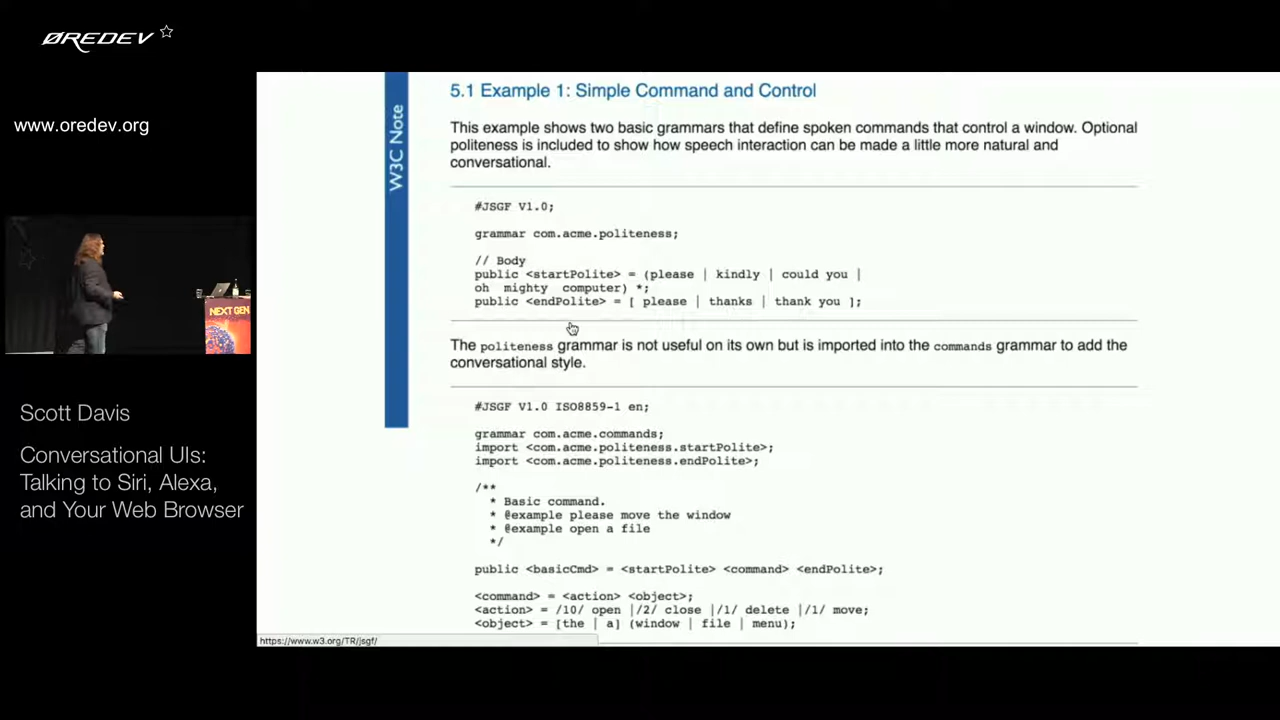 ØREDEV
www.oredev.org
NEXT GEN
Scott Davis
Conversational UIs:
Talking to Siri, Alexa,
and Your Web Browser
W3C Note
5.1 Example 1: Simple Command and Control
This example shows two basic grammars that define spoken commands that control a window. Optional
politeness is included to show how speech interaction can be made a little more natural and
conversational.
#JSGF V1.0;
grammar com.acme.politeness;
// Body
public <startPolite> = (please | kindly | could you |
oh mighty computer) *;
public <endPolite> = [ please | thanks | thank you ];
The politeness grammar is not useful on its own but is imported into the commands grammar to add the
conversational style.
#JSGF V1.0 ISO8859-1 en;
grammar com.acme.commands;
import <com.acme.politeness.startPolite>;
import <com.acme.politeness.endPolite>;
/**
* Basic command.
* @example please move the window
* @example open a file
*/
public <basicCmd> = <startPolite> <command> <endPolite>;
<command> = <action> <object>;
<action> = /10/ open |/2/ close |/1/ delete |/1/ move;
<object> = [the | a] (window | file | menu);
https://www.w3.org/TR/jsgf/